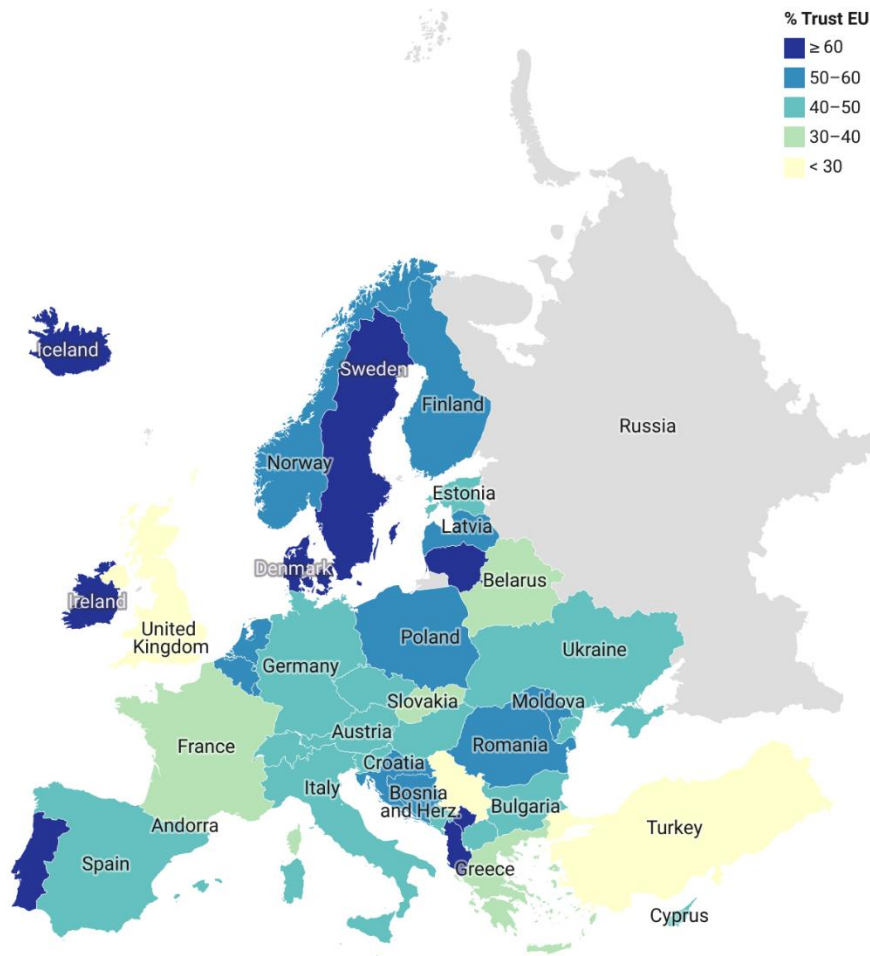 % Trust EU
≥ 60
50–60
40–50
30–40
< 30
Iceland
Sweden
Finland
Russia
Norway
Estonia
Latvia
Denmark
Belarus
Ireland
United
Kingdom
Poland
Ukraine
Germany
Slovakia
Moldova
Austria
France
Romania
Croatia
Italy
Bosnia
and Herz.
Bulgaria
Andorra
Turkey
Spain
Greece
Cyprus